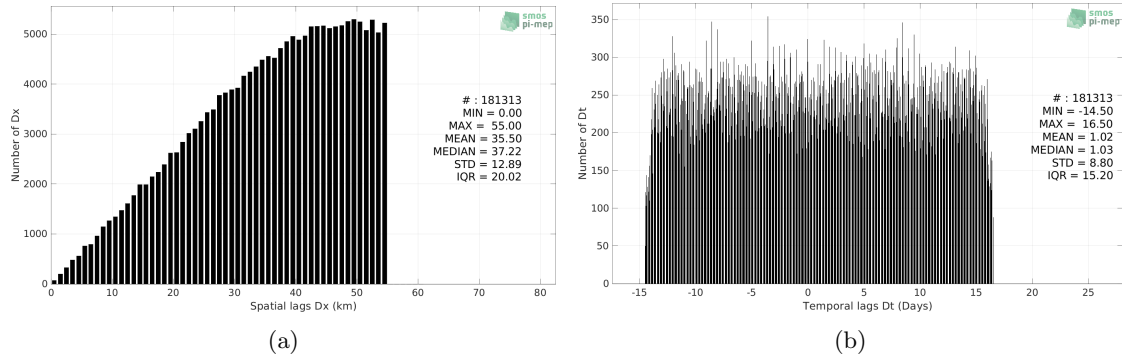 smos
pi-mep
5000
4000
3000
2000
1000
0
Number of Dx
# : 181313
MIN = 0.00
MAX = 55.00
MEAN = 35.50
MEDIAN = 37.22
STD = 12.89
IQR = 20.02
0 10 20 30 40 50 60 70 80
Spatial lags Dx (km)
(a)
smos
pi-mep
350
300
250
200
150
100
50
0
Number of Dt
# : 181313
MIN = -14.50
MAX = 16.50
MEAN = 1.02
MEDIAN = 1.03
STD = 8.80
IQR = 15.20
-15 -10 -5 0 5 10 15 20 25
Temporal lags Dt (Days)
(b)